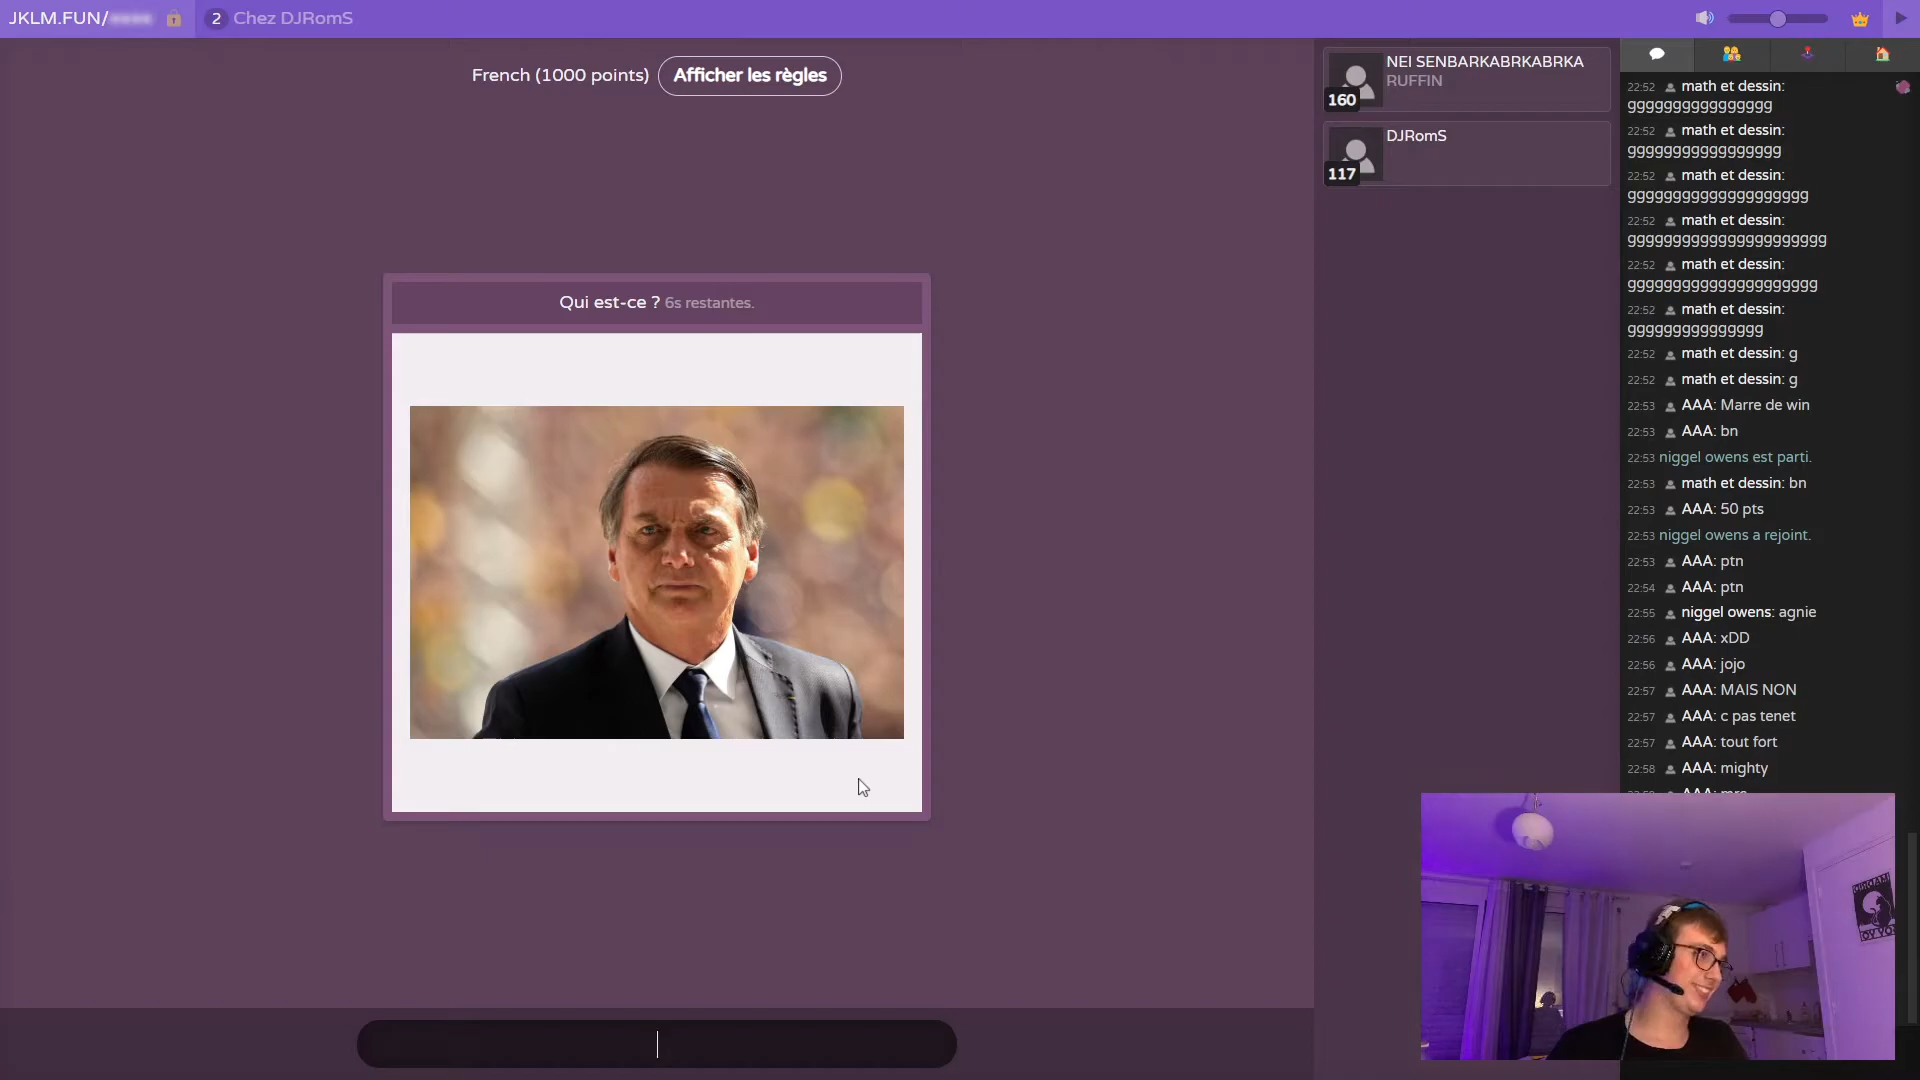 JKLM.FUN/
2 Chez DJRomS
French (1000 points) Afficher les règles
Qui est-ce ? 6s restantes.
NEI SENBARKABRKABRKA
RUFFIN
160
DJRomS
117
22:52 math et dessin:
gggggggggggggggg
22:52 math et dessin:
ggggggggggggggggg
22:52 math et dessin:
gggggggggggggggggggg
22:52 math et dessin:
gggggggggggggggggggggg
22:52 math et dessin:
ggggggggggggggggggggg
22:52 math et dessin:
ggggggggggggggg
22:52 math et dessin: g
22:52 math et dessin: g
22:53 AAA: Marre de win
22:53 AAA: bn
22:53 niggel owens est parti.
22:53 math et dessin: bn
22:53 AAA: 50 pts
22:53 niggel owens a rejoint.
22:53 AAA: ptn
22:54 AAA: ptn
22:55 niggel owens: agnie
22:56 AAA: xDD
22:56 AAA: jojo
22:57 AAA: MAIS NON
22:57 AAA: c pas tenet
22:57 AAA: tout fort
22:58 AAA: mighty